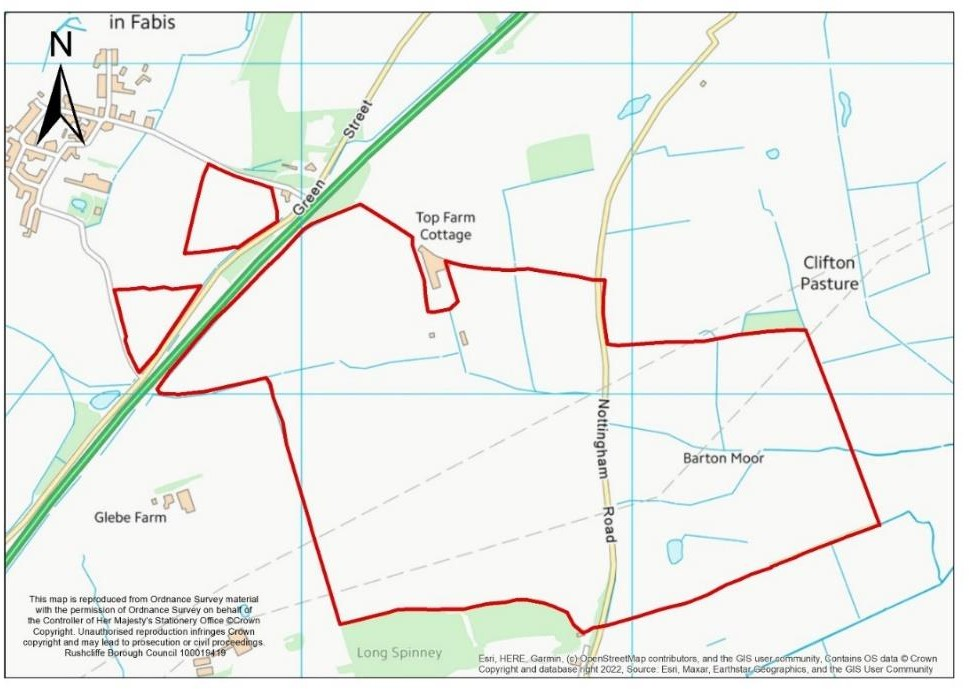 in Fabis
N
Green Street
Top Farm
Cottage
Clifton
Pasture
Nottingham Road
Barton Moor
Glebe Farm
Long Spinney
This map is reproduced from Ordnance Survey material
with the permission of Ordnance Survey on behalf of
the Controller of Her Majesty's Stationery Office ©Crown
Copyright. Unauthorised reproduction infringes Crown
copyright and may lead to prosecution or civil proceedings.
Rushcliffe Borough Council 100019419
Esri, HERE, Garmin, (c) OpenStreetMap contributors, and the GIS user community, Contains OS data © Crown
Copyright and database right 2022, Source: Esri, Maxar, Earthstar Geographics, and the GIS User Community